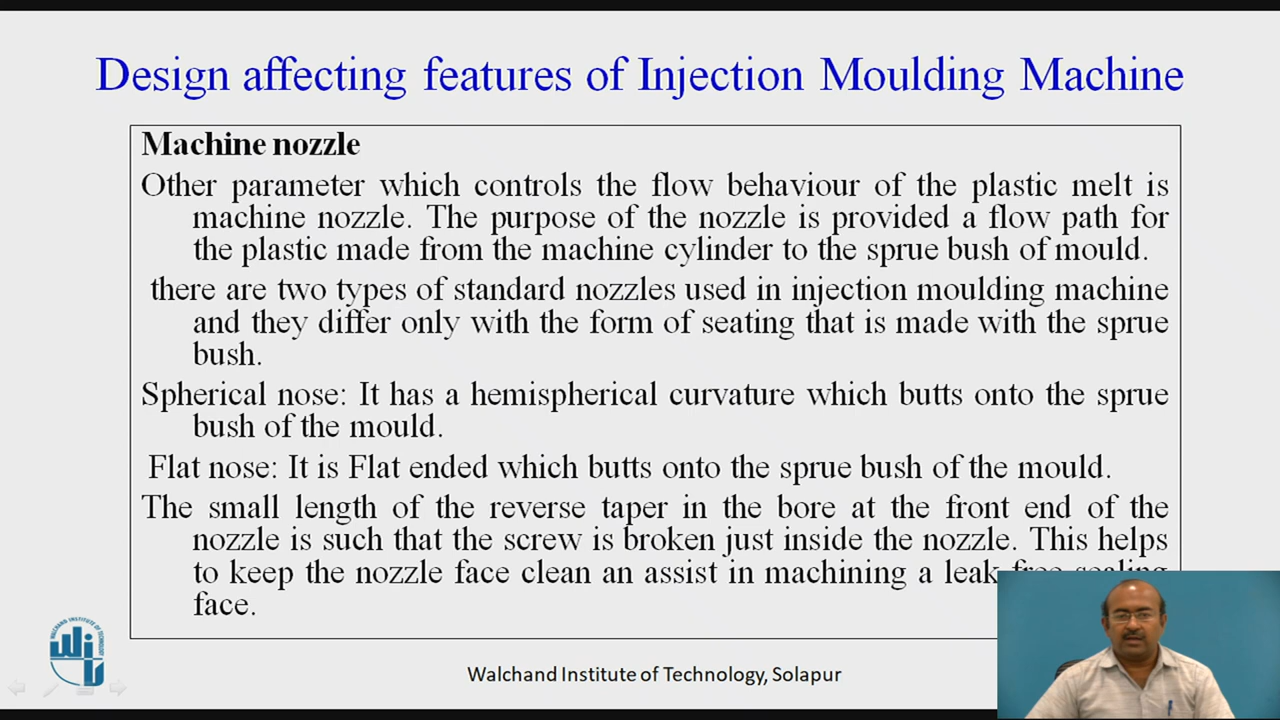 Design affecting features of Injection Moulding Machine
Machine nozzle
Other parameter which controls the flow behaviour of the plastic melt is
machine nozzle. The purpose of the nozzle is provided a flow path for
the plastic made from the machine cylinder to the sprue bush of mould.
there are two types of standard nozzles used in injection moulding machine
and they differ only with the form of seating that is made with the sprue
bush.
Spherical nose: It has a hemispherical curvature which butts onto the sprue
bush of the mould.
Flat nose: It is Flat ended which butts onto the sprue bush of the mould.
The small length of the reverse taper in the bore at the front end of the
nozzle is such that the screw is broken just inside the nozzle. This helps
to keep the nozzle face clean an assist in machining a leak free sealing
face.
WALCHAND INSTITUTE OF TECHNOLOGY
Walchand Institute of Technology, Solapur